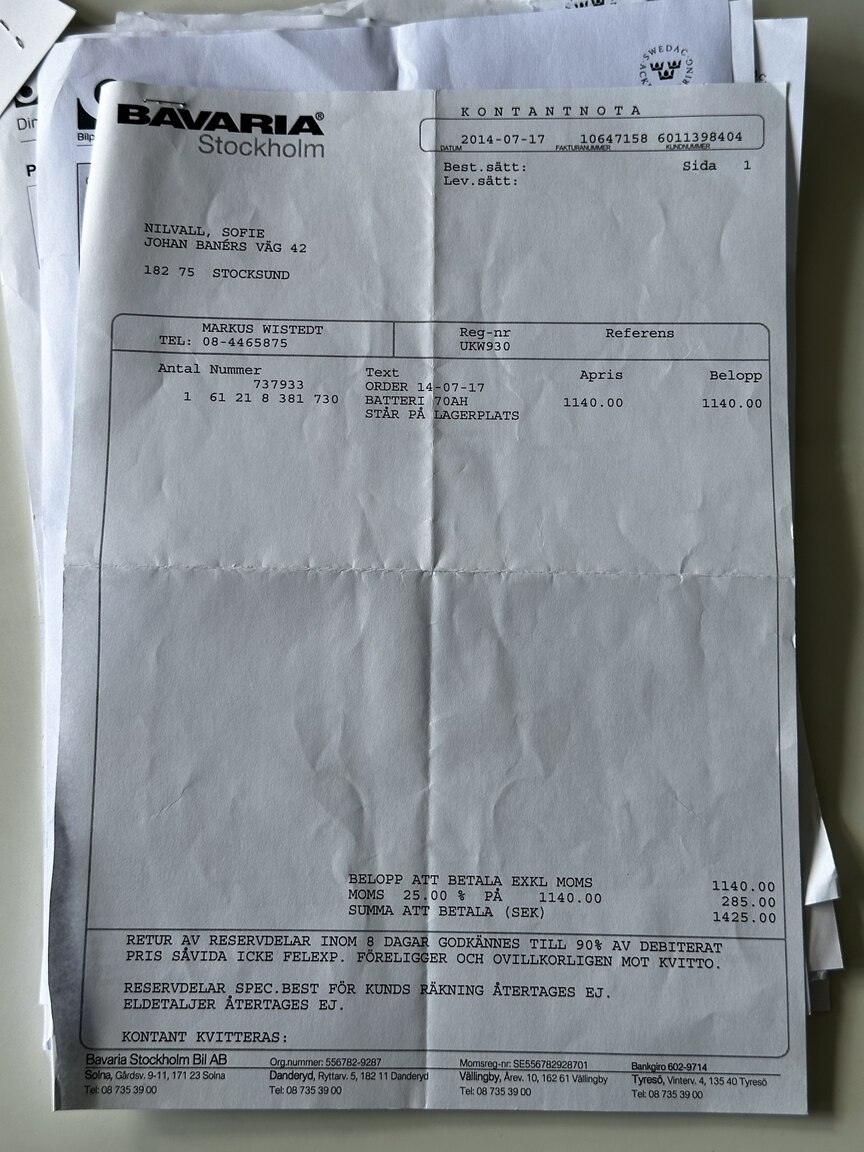 SWEDAC
BAVARIA®
Stockholm
KONTANTNOTA
2014-07-17 10647158 6011398404
DATUM FAKTURANUMMER KUNDNUMMER
Best.sätt: Sida 1
Lev.sätt:
NILVALL, SOFIE
JOHAN BANÉRS VÄG 42
182 75 STOCKSUND
MARKUS WISTEDT Reg-nr Referens
TEL: 08-4465875 UKW930
Antal Nummer Text Apris Belopp
737933 ORDER 14-07-17
1 61 21 8 381 730 BATTERI 70AH 1140.00 1140.00
STÅR PÅ LAGERPLATS
BELOPP ATT BETALA EXKL MOMS 1140.00
MOMS 25.00 % PÅ 1140.00 285.00
SUMMA ATT BETALA (SEK) 1425.00
RETUR AV RESERVDELAR INOM 8 DAGAR GODKÄNNES TILL 90% AV DEBITERAT
PRIS SÅVIDA ICKE FELEXP. FÖRELIGGER OCH OVILLKORLIGEN MOT KVITTO.
RESERVDELAR SPEC.BEST FÖR KUNDS RÄKNING ÅTERTAGES EJ.
ELDETALJER ÅTERTAGES EJ.
KONTANT KVITTERAS:
Bavaria Stockholm Bil AB Org.nummer: 556782-9287 Momsreg-nr: SE556782928701 Bankgiro 602-9714
Solna, Gårdsv. 9-11, 171 23 Solna Danderyd, Ryttarv. 5, 182 11 Danderyd Vällingby, Årev. 10, 162 61 Vällingby Tyresö, Vinterv. 4, 135 40 Tyresö
Tel: 08 735 39 00 Tel: 08 735 39 00 Tel: 08 735 39 00 Tel: 08 735 39 00